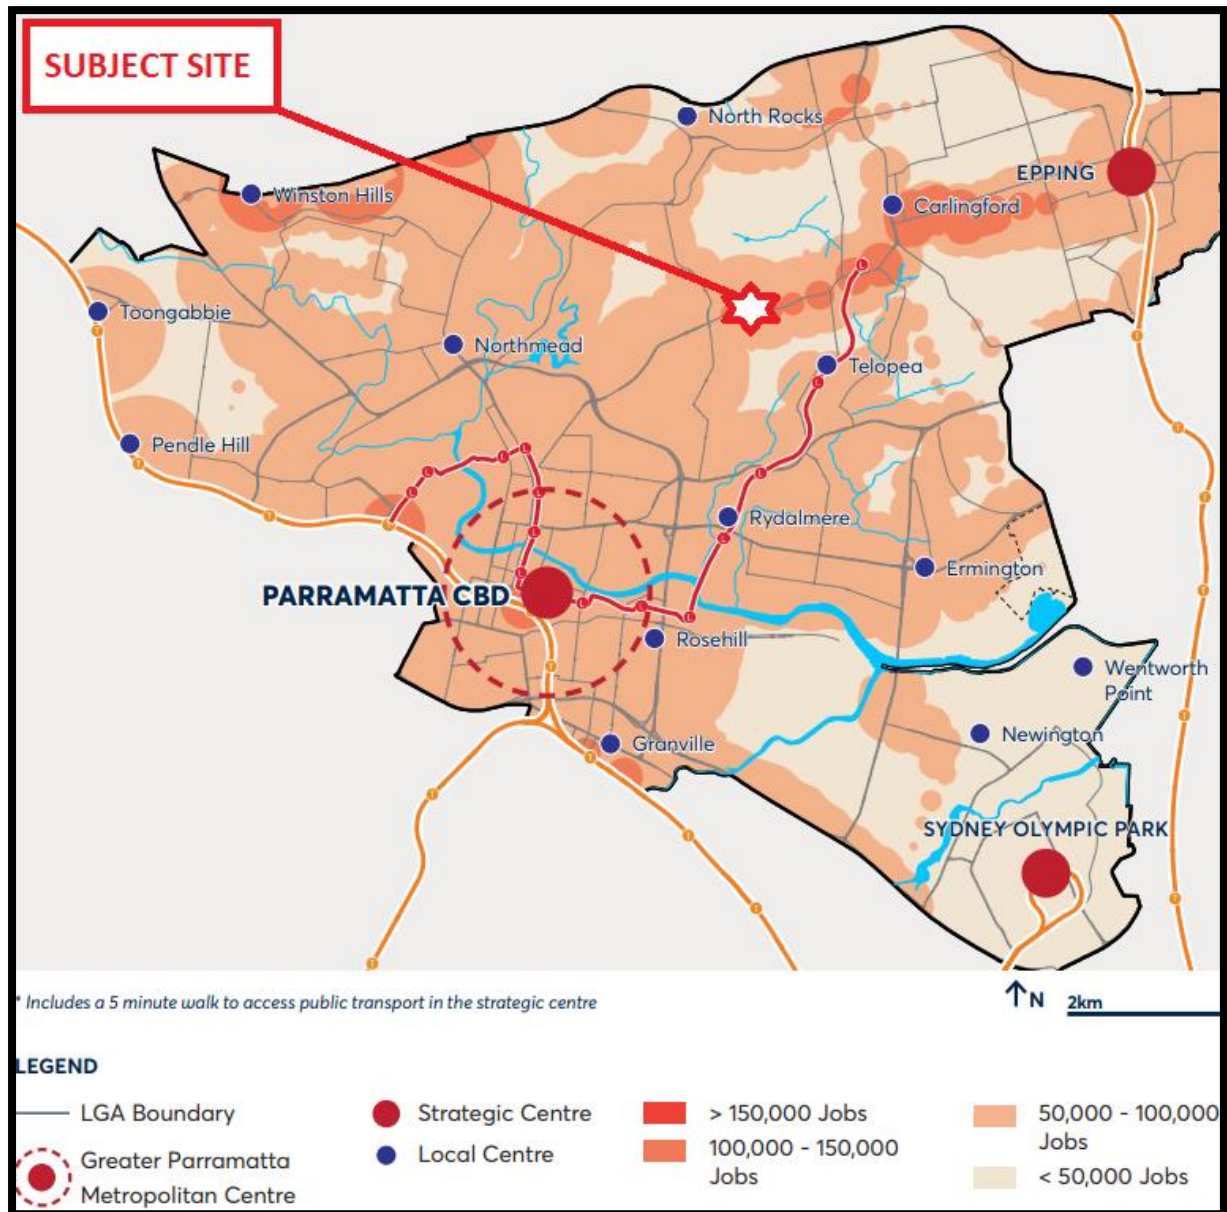 SUBJECT SITE
North Rocks
EPPING
Winston Hills
Carlingford
Toongabbie
Northmead
Telopea
Pendle Hill
Rydalmere
Ermington
PARRAMATTA CBD
Rosehill
Wentworth
Point
Newington
Granville
SYDNEY OLYMPIC PARK
* Includes a 5 minute walk to access public transport in the strategic centre
N
2km
LEGEND
LGA Boundary
Greater Parramatta
Metropolitan Centre
Strategic Centre
Local Centre
> 150,000 Jobs
100,000 - 150,000
Jobs
50,000 - 100,000
Jobs
< 50,000 Jobs